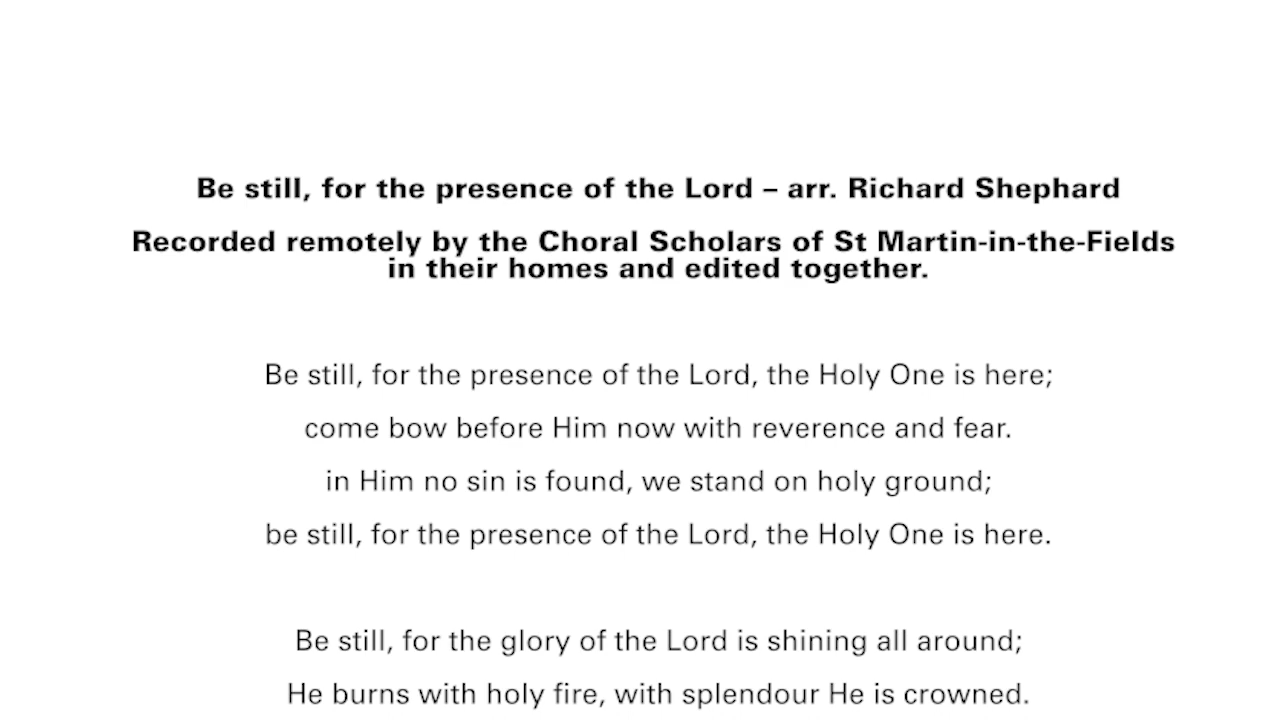 Be still, for the presence of the Lord – arr. Richard Shephard
Recorded remotely by the Choral Scholars of St Martin-in-the-Fields
in their homes and edited together.
Be still, for the presence of the Lord, the Holy One is here;
come bow before Him now with reverence and fear.
in Him no sin is found, we stand on holy ground;
be still, for the presence of the Lord, the Holy One is here.
Be still, for the glory of the Lord is shining all around;
He burns with holy fire, with splendour He is crowned.